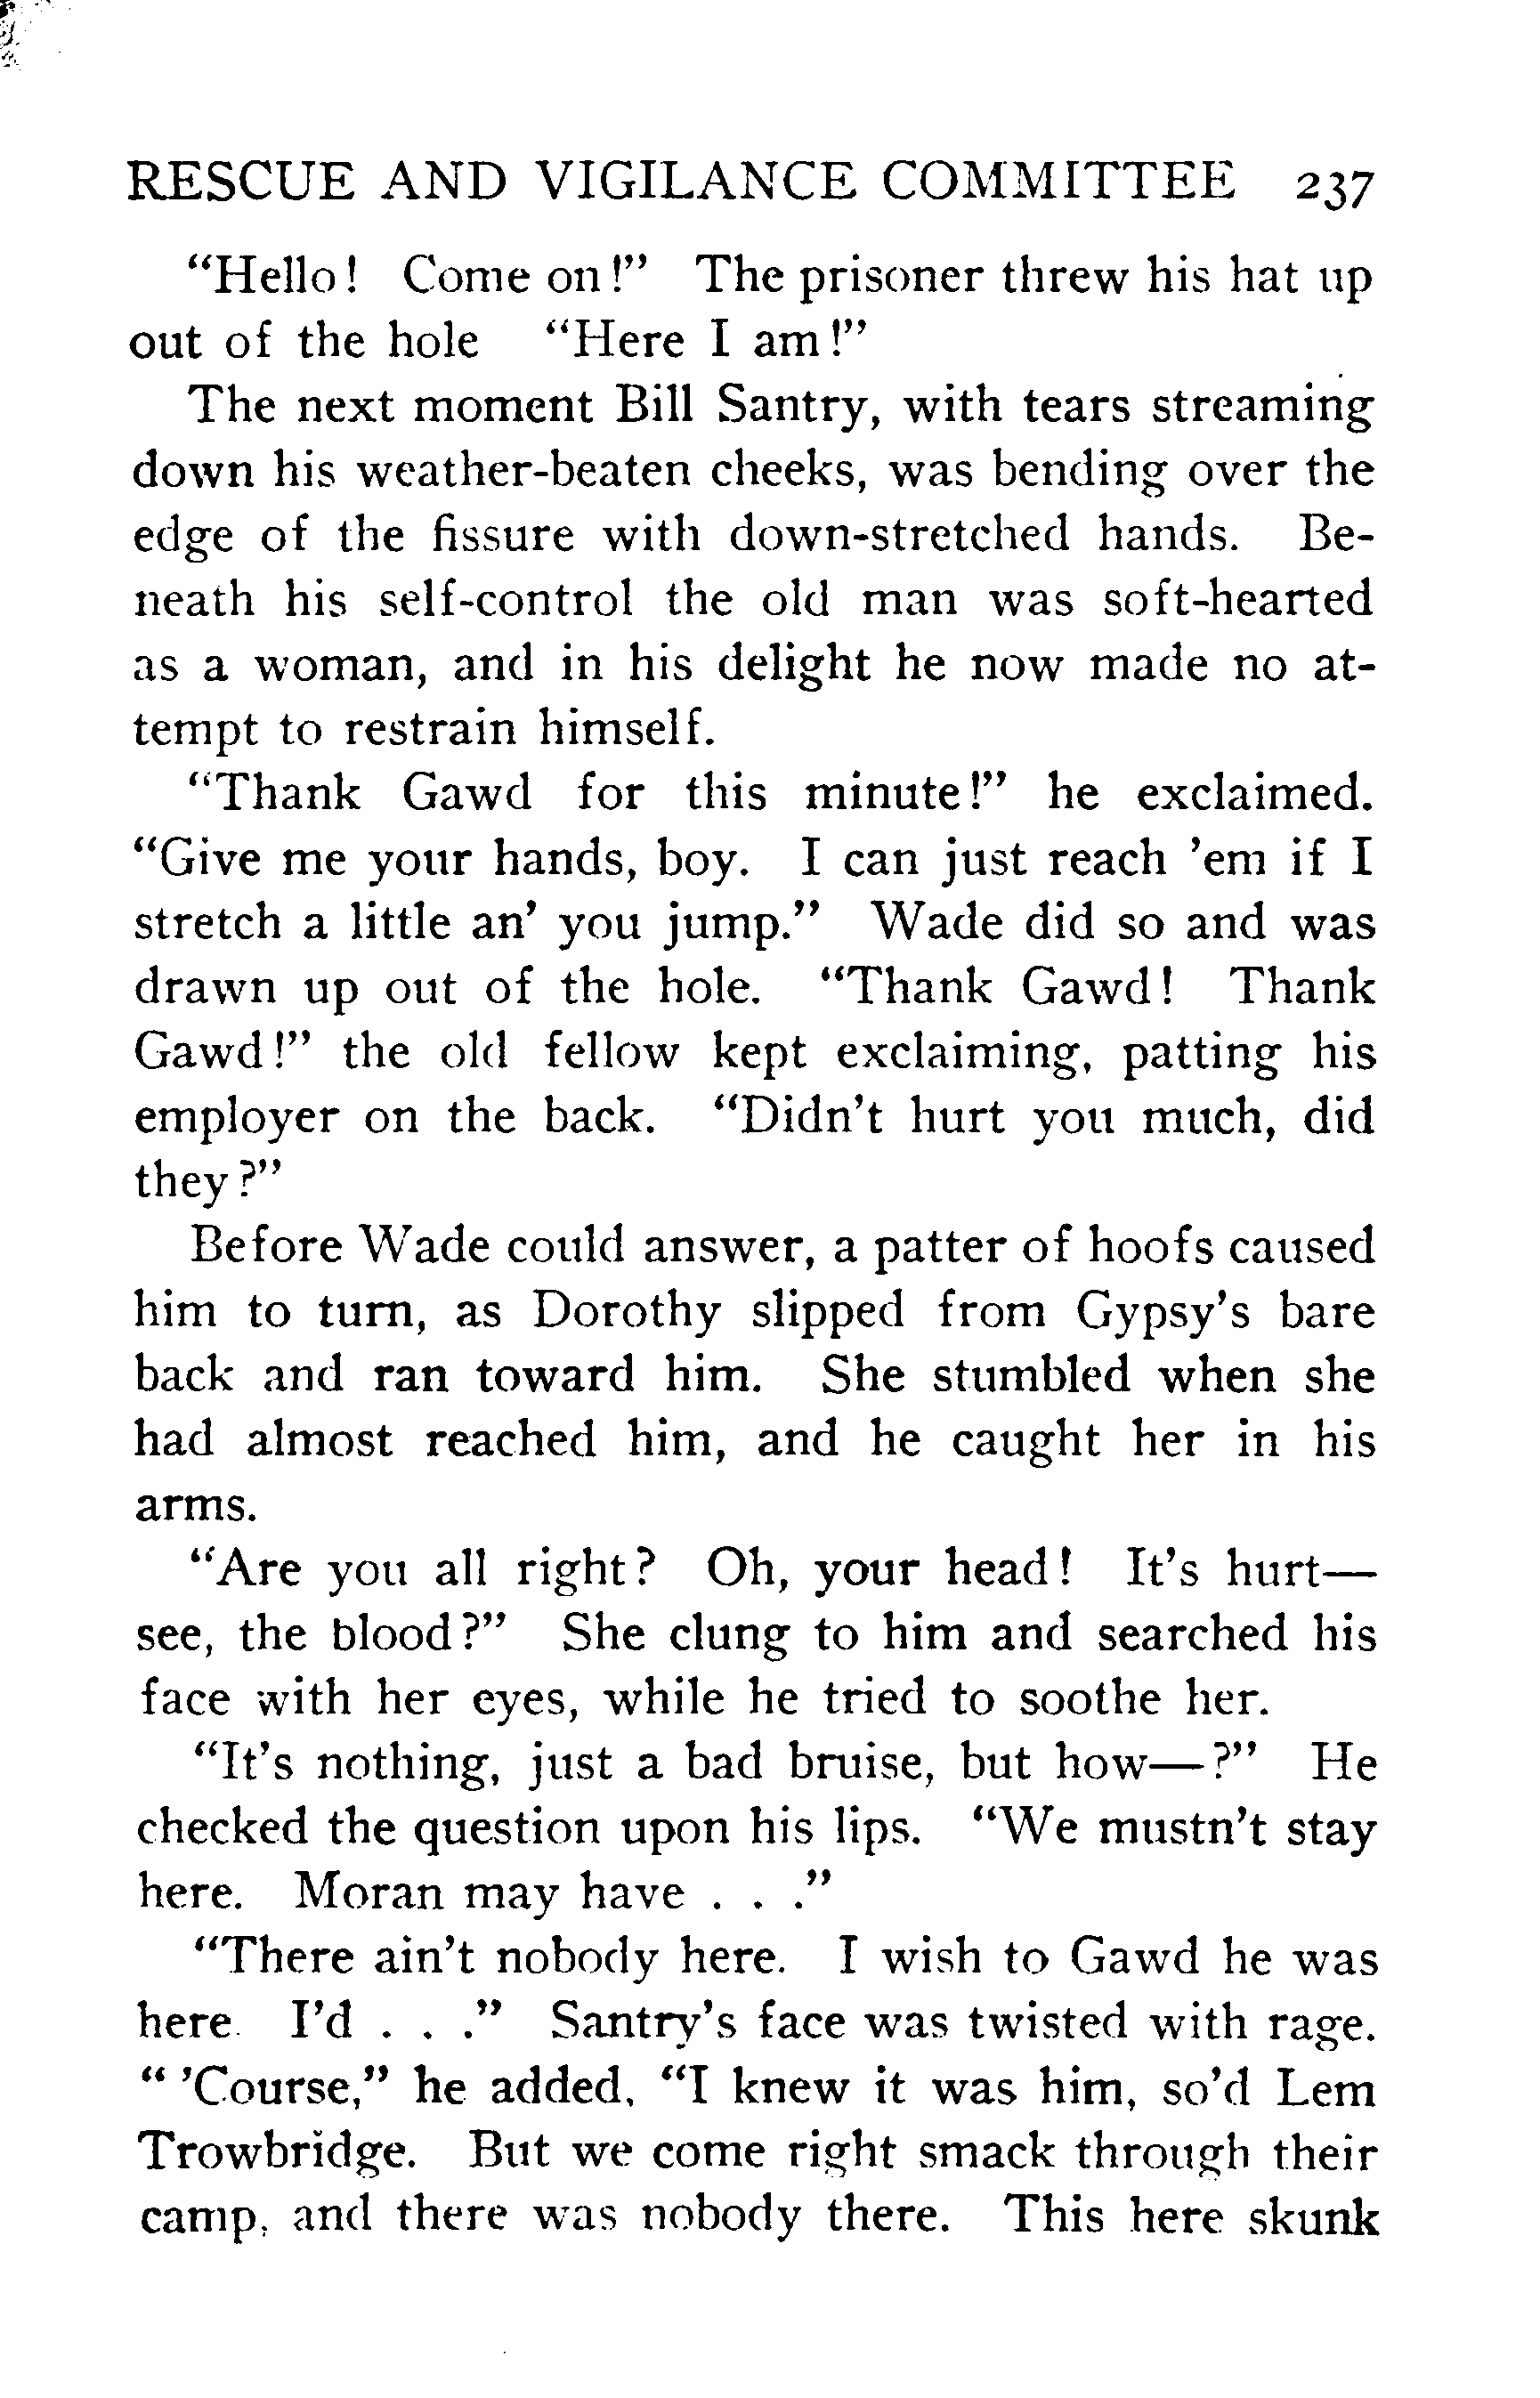 RESCUE AND VIGILANCE COMMITTEE 237
"Hello! Come on!" The prisoner threw his hat up
out of the hole "Here I am!"
The next moment Bill Santry, with tears streaming
down his weather-beaten cheeks, was bending over the
edge of the fissure with down-stretched hands. Be-
neath his self-control the old man was soft-hearted
as a woman, and in his delight he now made no at-
tempt to restrain himself.
"Thank Gawd for this minute!" he exclaimed.
"Give me your hands, boy. I can just reach 'em if I
stretch a little an' you jump." Wade did so and was
drawn up out of the hole. "Thank Gawd! Thank
Gawd!" the old fellow kept exclaiming, patting his
employer on the back. "Didn't hurt you much, did
they?"
Before Wade could answer, a patter of hoofs caused
him to turn, as Dorothy slipped from Gypsy's bare
back and ran toward him. She stumbled when she
had almost reached him, and he caught her in his
arms.
"Are you all right? Oh, your head! It's hurt—
see, the blood?" She clung to him and searched his
face with her eyes, while he tried to soothe her.
"It's nothing, just a bad bruise, but how—?" He
checked the question upon his lips. "We mustn't stay
here. Moran may have . . ."
"There ain't nobody here. I wish to Gawd he was
here. I'd . . ." Santry's face was twisted with rage.
" 'Course," he added, "I knew it was him, so'd Lem
Trowbridge. But we come right smack through their
camp, and there was nobody there. This here skunk